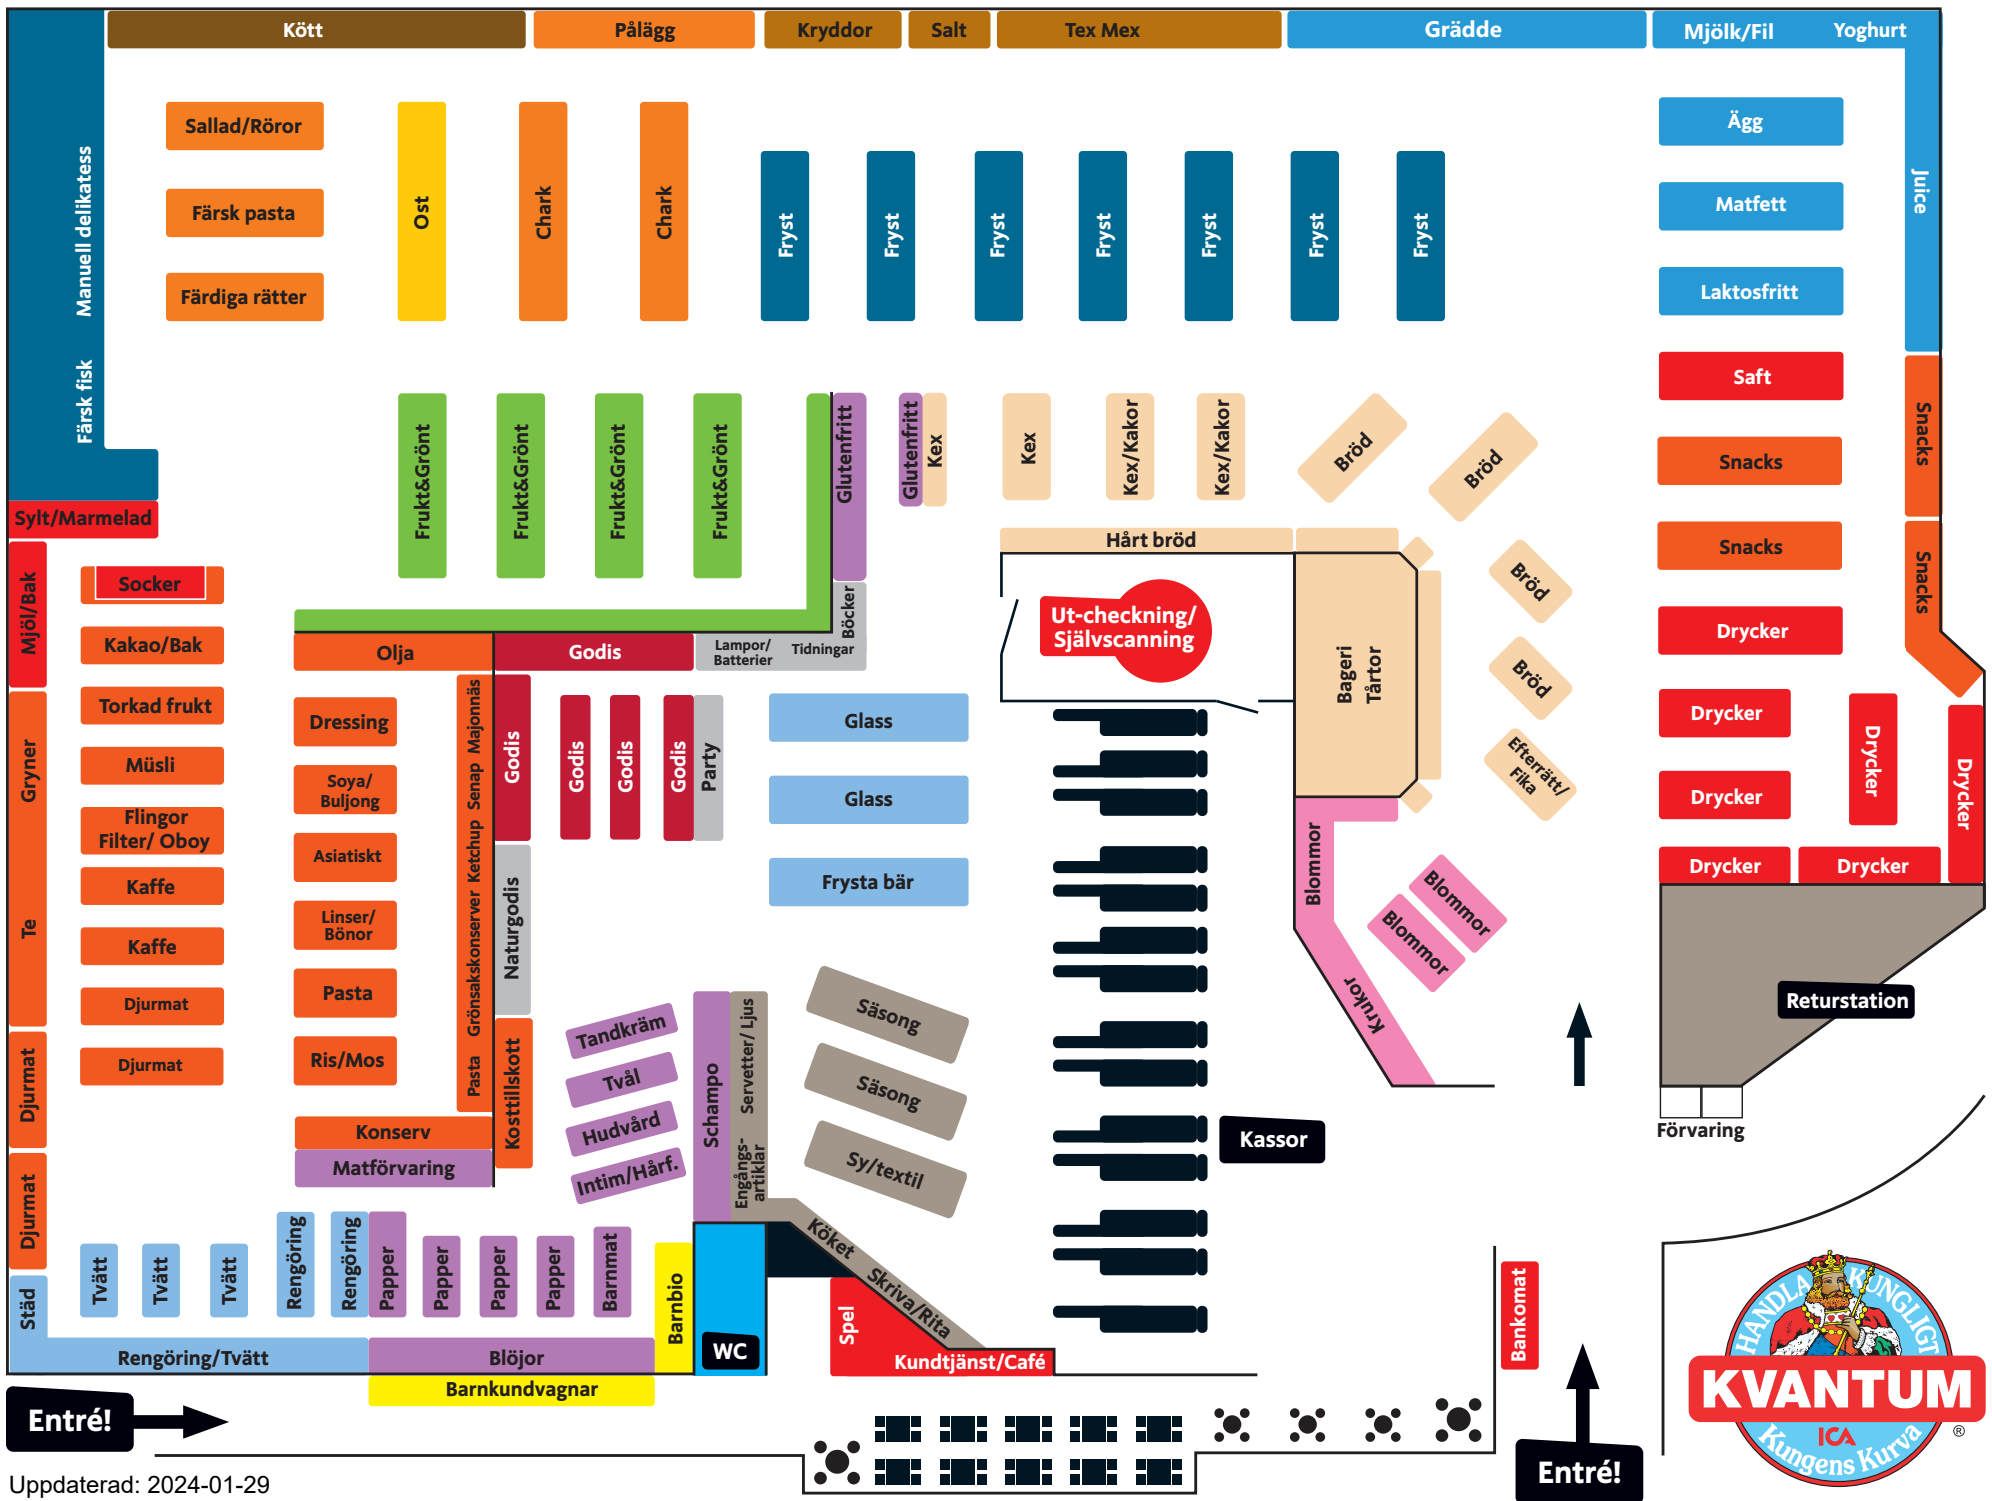 Kött
Pålägg
Kryddor
Salt
Tex Mex
Grädde
Mjölk/Fil
Yoghurt
Manuell delikatess
Färsk fisk
Sallad/Röror
Färsk pasta
Färdiga rätter
Ost
Chark
Chark
Fryst
Fryst
Fryst
Fryst
Fryst
Fryst
Fryst
Ägg
Matfett
Laktosfritt
Saft
Snacks
Snacks
Drycker
Juice
Snacks
Snacks
Frukt&Grönt
Frukt&Grönt
Frukt&Grönt
Frukt&Grönt
Glutenfritt
Glutenfritt
Kex
Kex
Kex/Kakor
Kex/Kakor
Bröd
Bröd
Bröd
Bröd
Efterrätt/
Fika
Hårt bröd
Ut-checkning/
Självscanning
Bageri
Tårtor
Sylt/Marmelad
Mjöl/Bak
Gryner
Te
Djurmat
Djurmat
Städ
Socker
Kakao/Bak
Torkad frukt
Müsli
Flingor
Filter/ Oboy
Kaffe
Kaffe
Djurmat
Djurmat
Olja
Godis
Lampor/
Batterier
Tidningar
Böcker
Dressing
Soya/
Buljong
Asiatiskt
Linser/
Bönor
Pasta
Ris/Mos
Konserv
Matförvaring
Pasta
Grönsakskonserver
Ketchup
Senap
Majonnäs
Godis
Godis
Godis
Godis
Party
Naturgodis
Kosttillskott
Glass
Glass
Frysta bär
Tandkräm
Tvål
Hudvård
Intim/Hårf.
Schampo
Servetter/ Ljus
Engångs-
artiklar
Säsong
Säsong
Sy/textil
Köket
Skriva/Rita
Blommor
Blommor
Blommor
Krukor
Drycker
Drycker
Drycker
Drycker
Drycker
Drycker
Returstation
Förvaring
Kassor
Tvätt
Tvätt
Tvätt
Rengöring
Rengöring
Papper
Papper
Papper
Papper
Barnmat
Barnbio
WC
Spel
Kundtjänst/Café
Bankomat
Rengöring/Tvätt
Blöjor
Barnkundvagnar
Entré!
Entré!
HANDLA KUNGLIGT
KVANTUM
®
ICA
Kungens Kurva
Uppdaterad: 2024-01-29